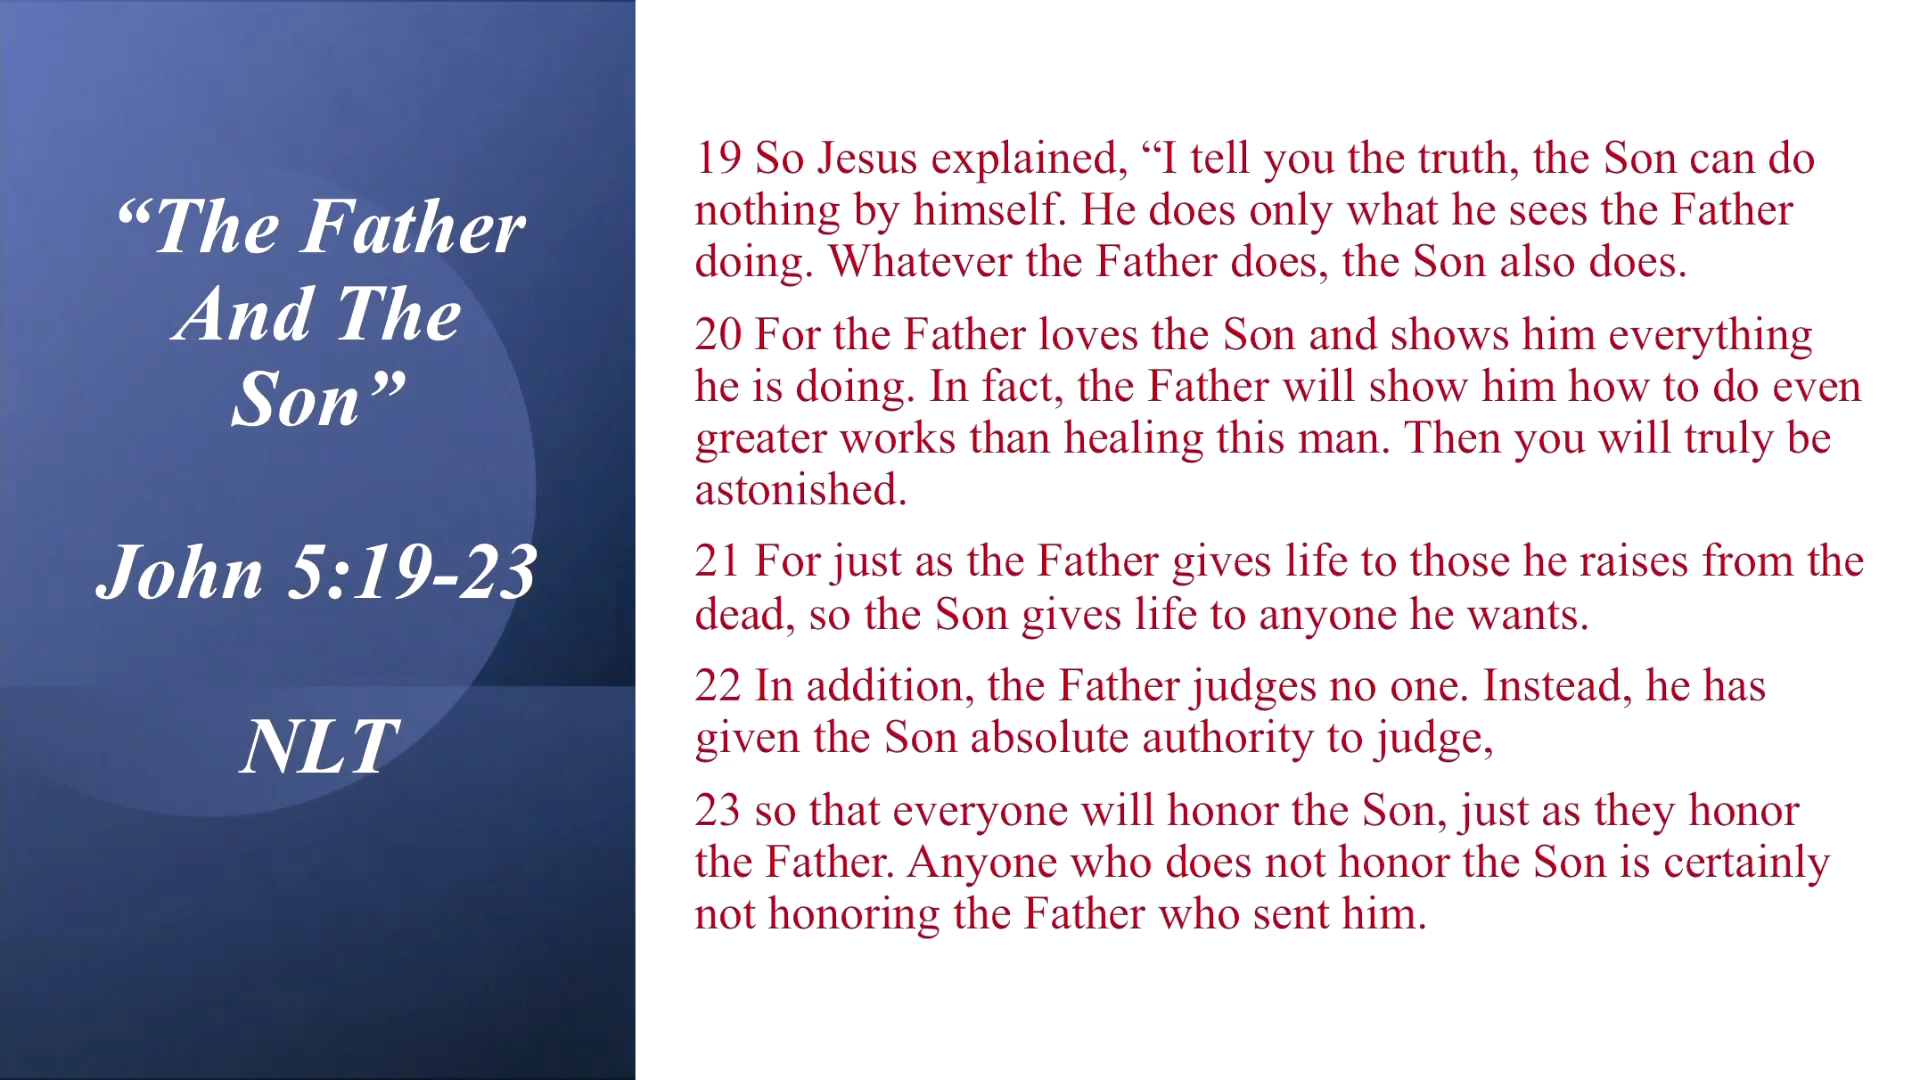 “The Father
And The
Son”
John 5:19-23
NLT
19 So Jesus explained, “I tell you the truth, the Son can do
nothing by himself. He does only what he sees the Father
doing. Whatever the Father does, the Son also does.
20 For the Father loves the Son and shows him everything
he is doing. In fact, the Father will show him how to do even
greater works than healing this man. Then you will truly be
astonished.
21 For just as the Father gives life to those he raises from the
dead, so the Son gives life to anyone he wants.
22 In addition, the Father judges no one. Instead, he has
given the Son absolute authority to judge,
23 so that everyone will honor the Son, just as they honor
the Father. Anyone who does not honor the Son is certainly
not honoring the Father who sent him.